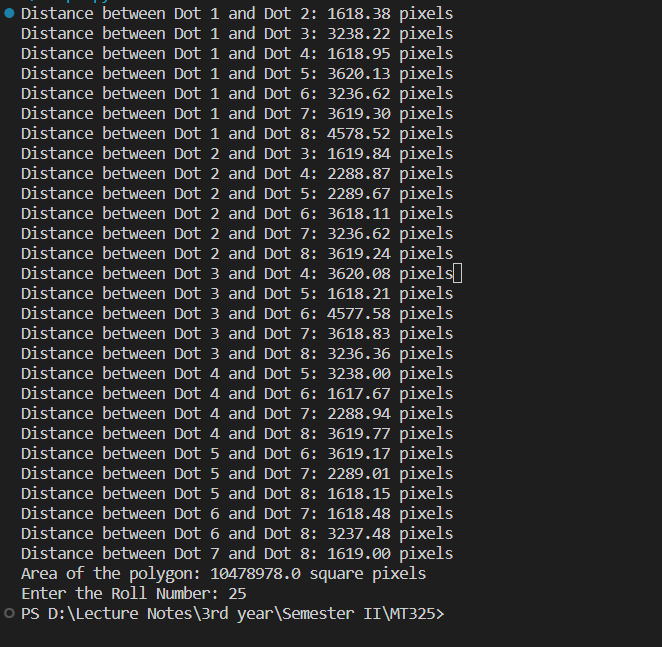 Distance between Dot 1 and Dot 2: 1618.38 pixels
Distance between Dot 1 and Dot 3: 3238.22 pixels
Distance between Dot 1 and Dot 4: 1618.95 pixels
Distance between Dot 1 and Dot 5: 3620.13 pixels
Distance between Dot 1 and Dot 6: 3236.62 pixels
Distance between Dot 1 and Dot 7: 3619.30 pixels
Distance between Dot 1 and Dot 8: 4578.52 pixels
Distance between Dot 2 and Dot 3: 1619.84 pixels
Distance between Dot 2 and Dot 4: 2288.87 pixels
Distance between Dot 2 and Dot 5: 2289.67 pixels
Distance between Dot 2 and Dot 6: 3618.11 pixels
Distance between Dot 2 and Dot 7: 3236.62 pixels
Distance between Dot 2 and Dot 8: 3619.24 pixels
Distance between Dot 3 and Dot 4: 3620.08 pixels
Distance between Dot 3 and Dot 5: 1618.21 pixels
Distance between Dot 3 and Dot 6: 4577.58 pixels
Distance between Dot 3 and Dot 7: 3618.83 pixels
Distance between Dot 3 and Dot 8: 3236.36 pixels
Distance between Dot 4 and Dot 5: 3238.00 pixels
Distance between Dot 4 and Dot 6: 1617.67 pixels
Distance between Dot 4 and Dot 7: 2288.94 pixels
Distance between Dot 4 and Dot 8: 3619.77 pixels
Distance between Dot 5 and Dot 6: 3619.17 pixels
Distance between Dot 5 and Dot 7: 2289.01 pixels
Distance between Dot 5 and Dot 8: 1618.15 pixels
Distance between Dot 6 and Dot 7: 1618.48 pixels
Distance between Dot 6 and Dot 8: 3237.48 pixels
Distance between Dot 7 and Dot 8: 1619.00 pixels
Area of the polygon: 10478978.0 square pixels
Enter the Roll Number: 25
PS D:\Lecture Notes\3rd year\Semester II\MT325>